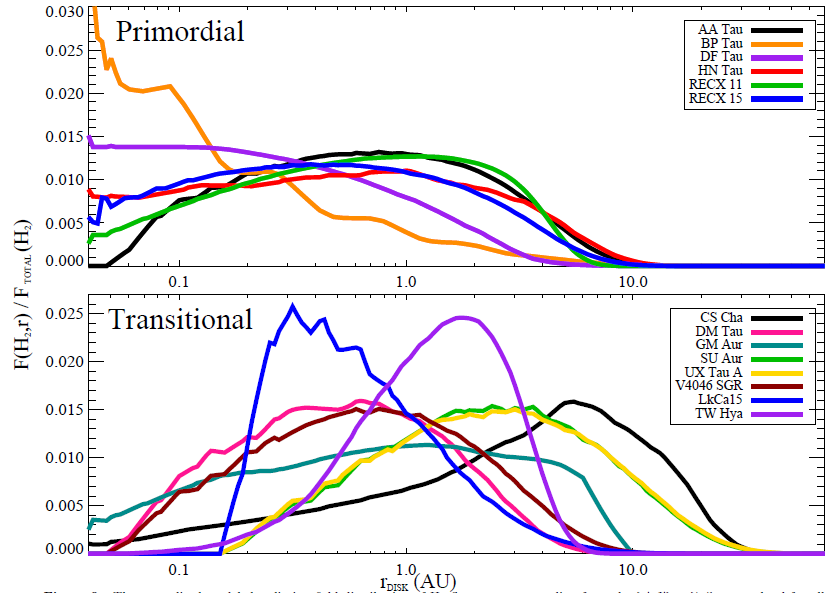 Primordial
0.030
0.025
0.020
0.015
0.010
0.005
0.000
AA Tau
BP Tau
DF Tau
HN Tau
RECX 11
RECX 15
0.1
1.0
10.0
F(H₂,r) / F TOTAL (H₂)
Transitional
0.025
0.020
0.015
0.010
0.005
0.000
CS Cha
DM Tau
GM Aur
SU Aur
UX Tau A
V4046 SGR
LkCa15
TW Hya
0.1
1.0
10.0
r DISK (AU)